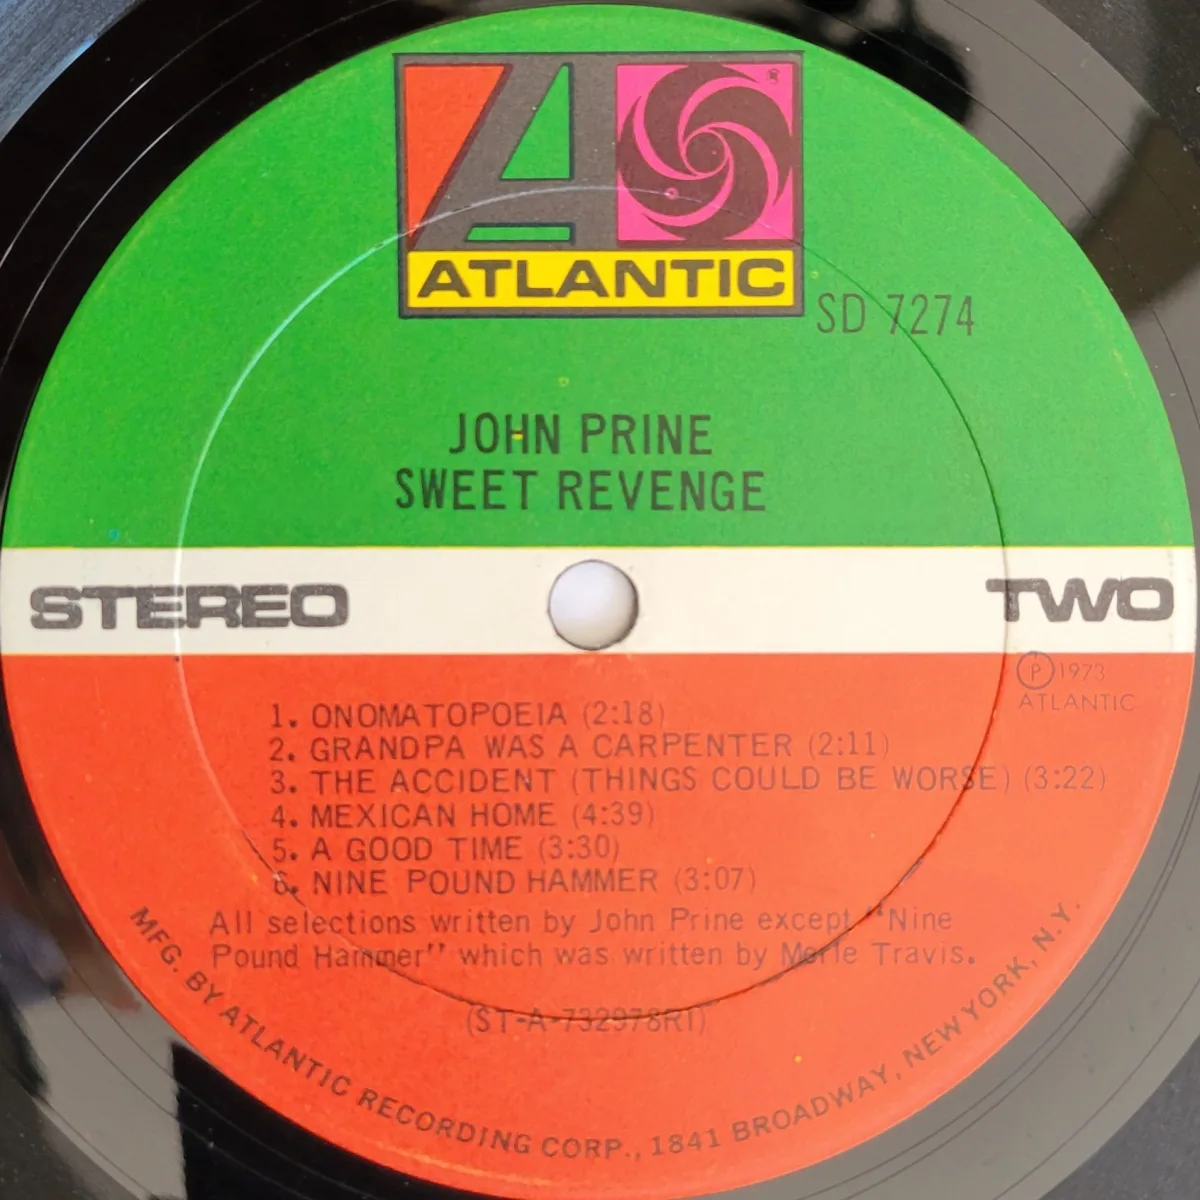 ATLANTIC
SD 7274
JOHN PRINE
SWEET REVENGE
STEREO
TWO
Ⓟ1973
ATLANTIC
1. ONOMATOPOEIA (2:18)
2. GRANDPA WAS A CARPENTER (2:11)
3. THE ACCIDENT (THINGS COULD BE WORSE) (3:22)
4. MEXICAN HOME (4:39)
5. A GOOD TIME (3:30)
6. NINE POUND HAMMER (3:07)
All selections written by John Prine except "Nine
Pound Hammer" which was written by Merle Travis.
(ST-A-732978RI)
MFG. BY ATLANTIC RECORDING CORP., 1841 BROADWAY, NEW YORK, N.Y.